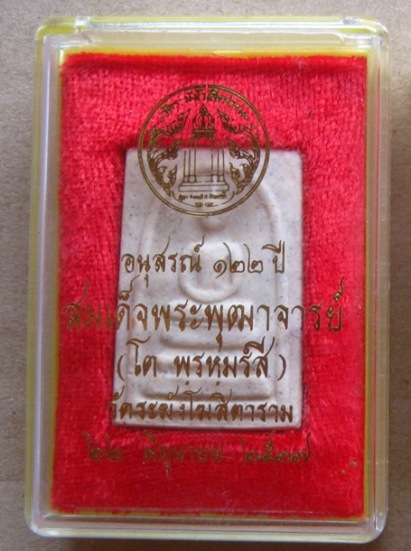 อนุสรณ์ ๑๒๒ ปี
สมเด็จพระพุฒาจารย์
(โต พฺรหฺมรํสี)
วัดระฆังโฆสิตาราม
๒๒ มิถุนายน ๒๕๓๗